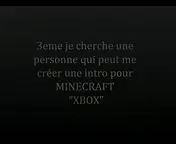 3eme je cherche une
personne qui peut me
créer une intro pour
MINECRAFT
"XBOX"